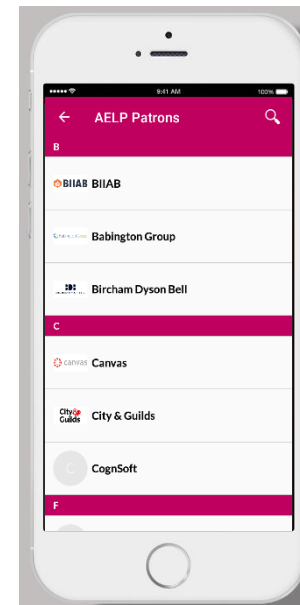 9:41 AM
100%
AELP Patrons
B
BIIAB BIIAB
Babington Group
Bircham Dyson Bell
C
canvas Canvas
City& Guilds City & Guilds
C CognSoft
F